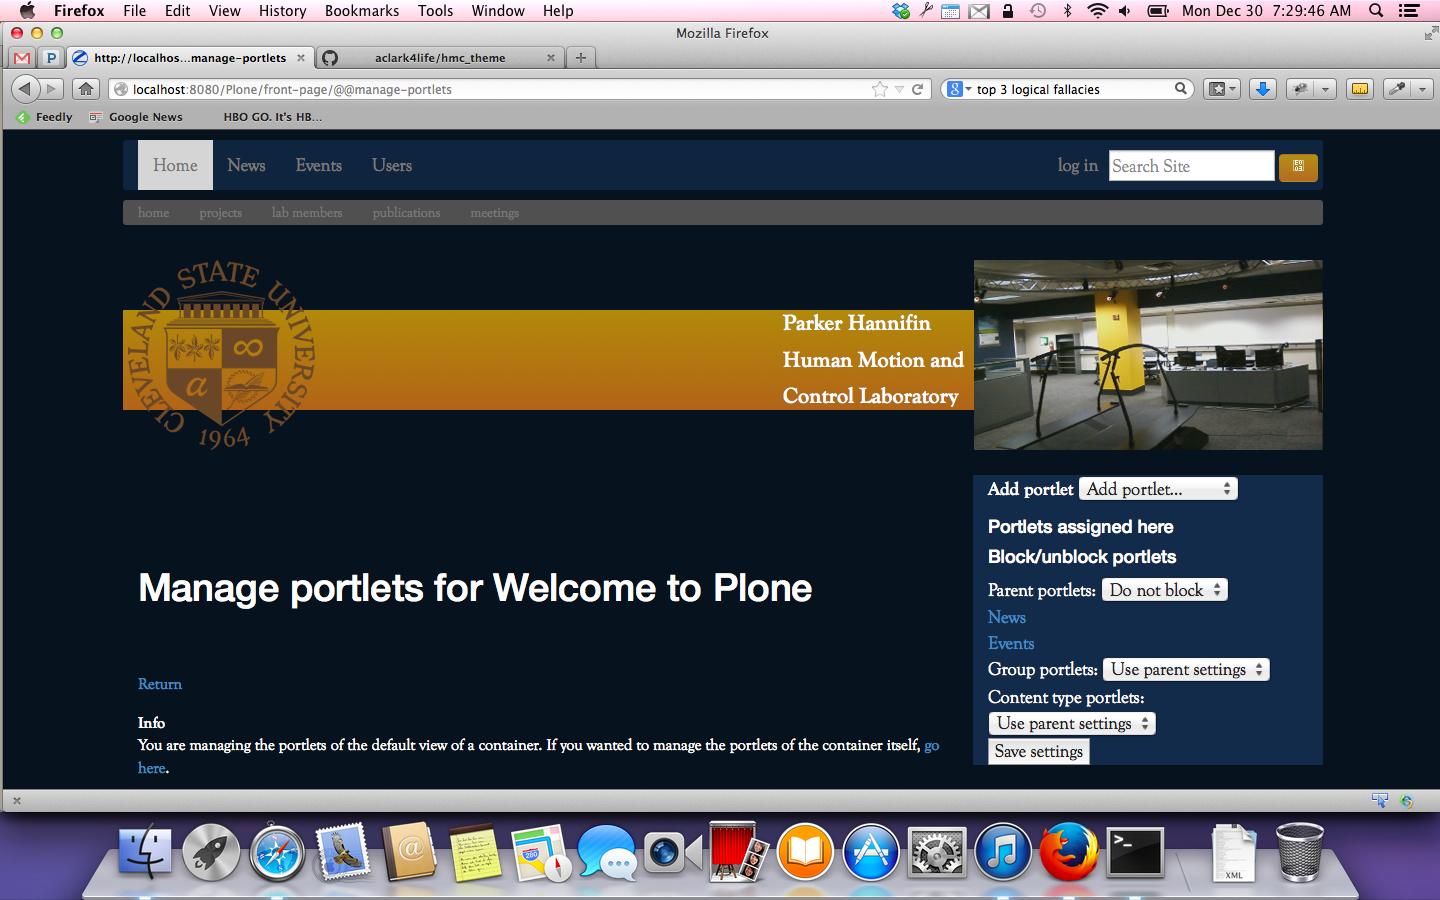 Firefox File Edit View History Bookmarks Tools Window Help Mon Dec 30 7:29:46 AM
Mozilla Firefox
P http://localhos...manage-portlets aclark4life/hmc_theme
localhost:8080/Plone/front-page/@@manage-portlets top 3 logical fallacies
Feedly Google News HBO GO. It's HB...
Home News Events Users log in Search Site
home projects lab members publications meetings
CLEVELAND STATE UNIVERSITY
1964
Parker Hannifin
Human Motion and
Control Laboratory
Add portlet Add portlet...
Portlets assigned here
Block/unblock portlets
Parent portlets: Do not block
News
Events
Group portlets: Use parent settings
Content type portlets:
Use parent settings
Save settings
Manage portlets for Welcome to Plone
Return
Info
You are managing the portlets of the default view of a container. If you wanted to manage the portlets of the container itself, go
here.
280
XML